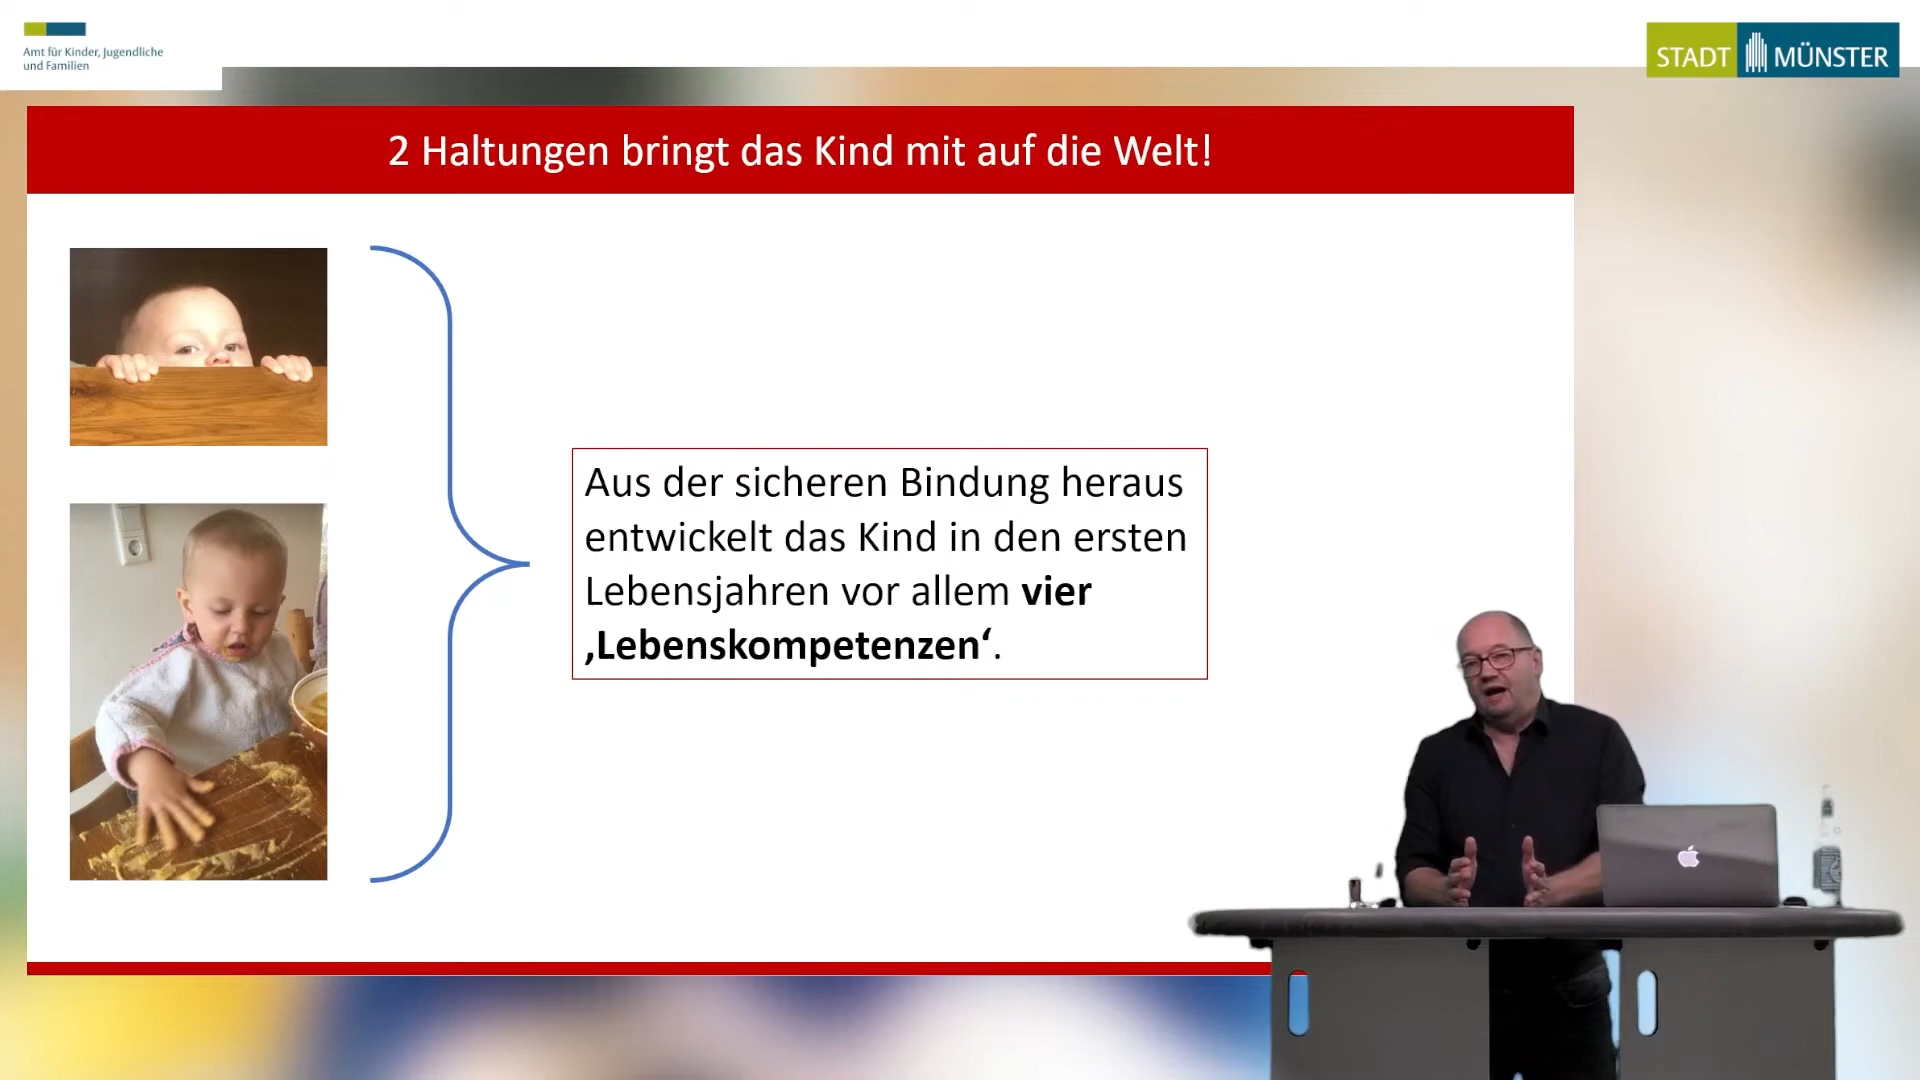 Amt für Kinder, Jugendliche
und Familien
STADT MÜNSTER
2 Haltungen bringt das Kind mit auf die Welt!
Aus der sicheren Bindung heraus
entwickelt das Kind in den ersten
Lebensjahren vor allem vier
‚Lebenskompetenzen‘.